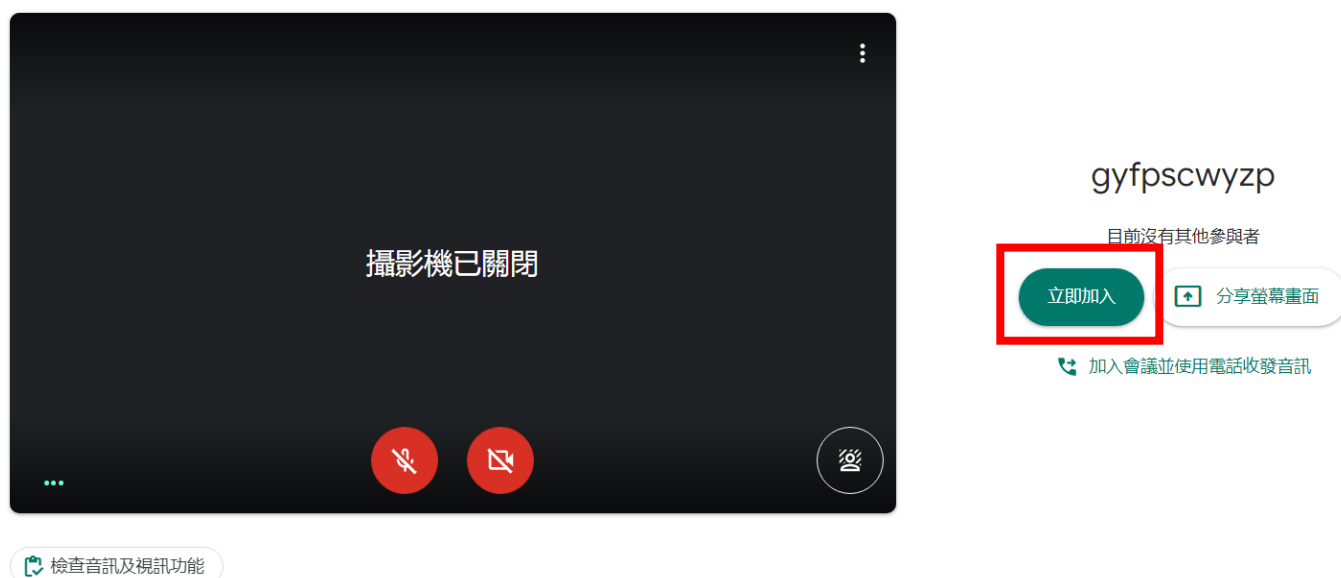 攝影機已關閉
檢查音訊及視訊功能
gyfpscwyzp
目前沒有其他參與者
立即加入
分享螢幕畫面
加入會議並使用電話收發音訊